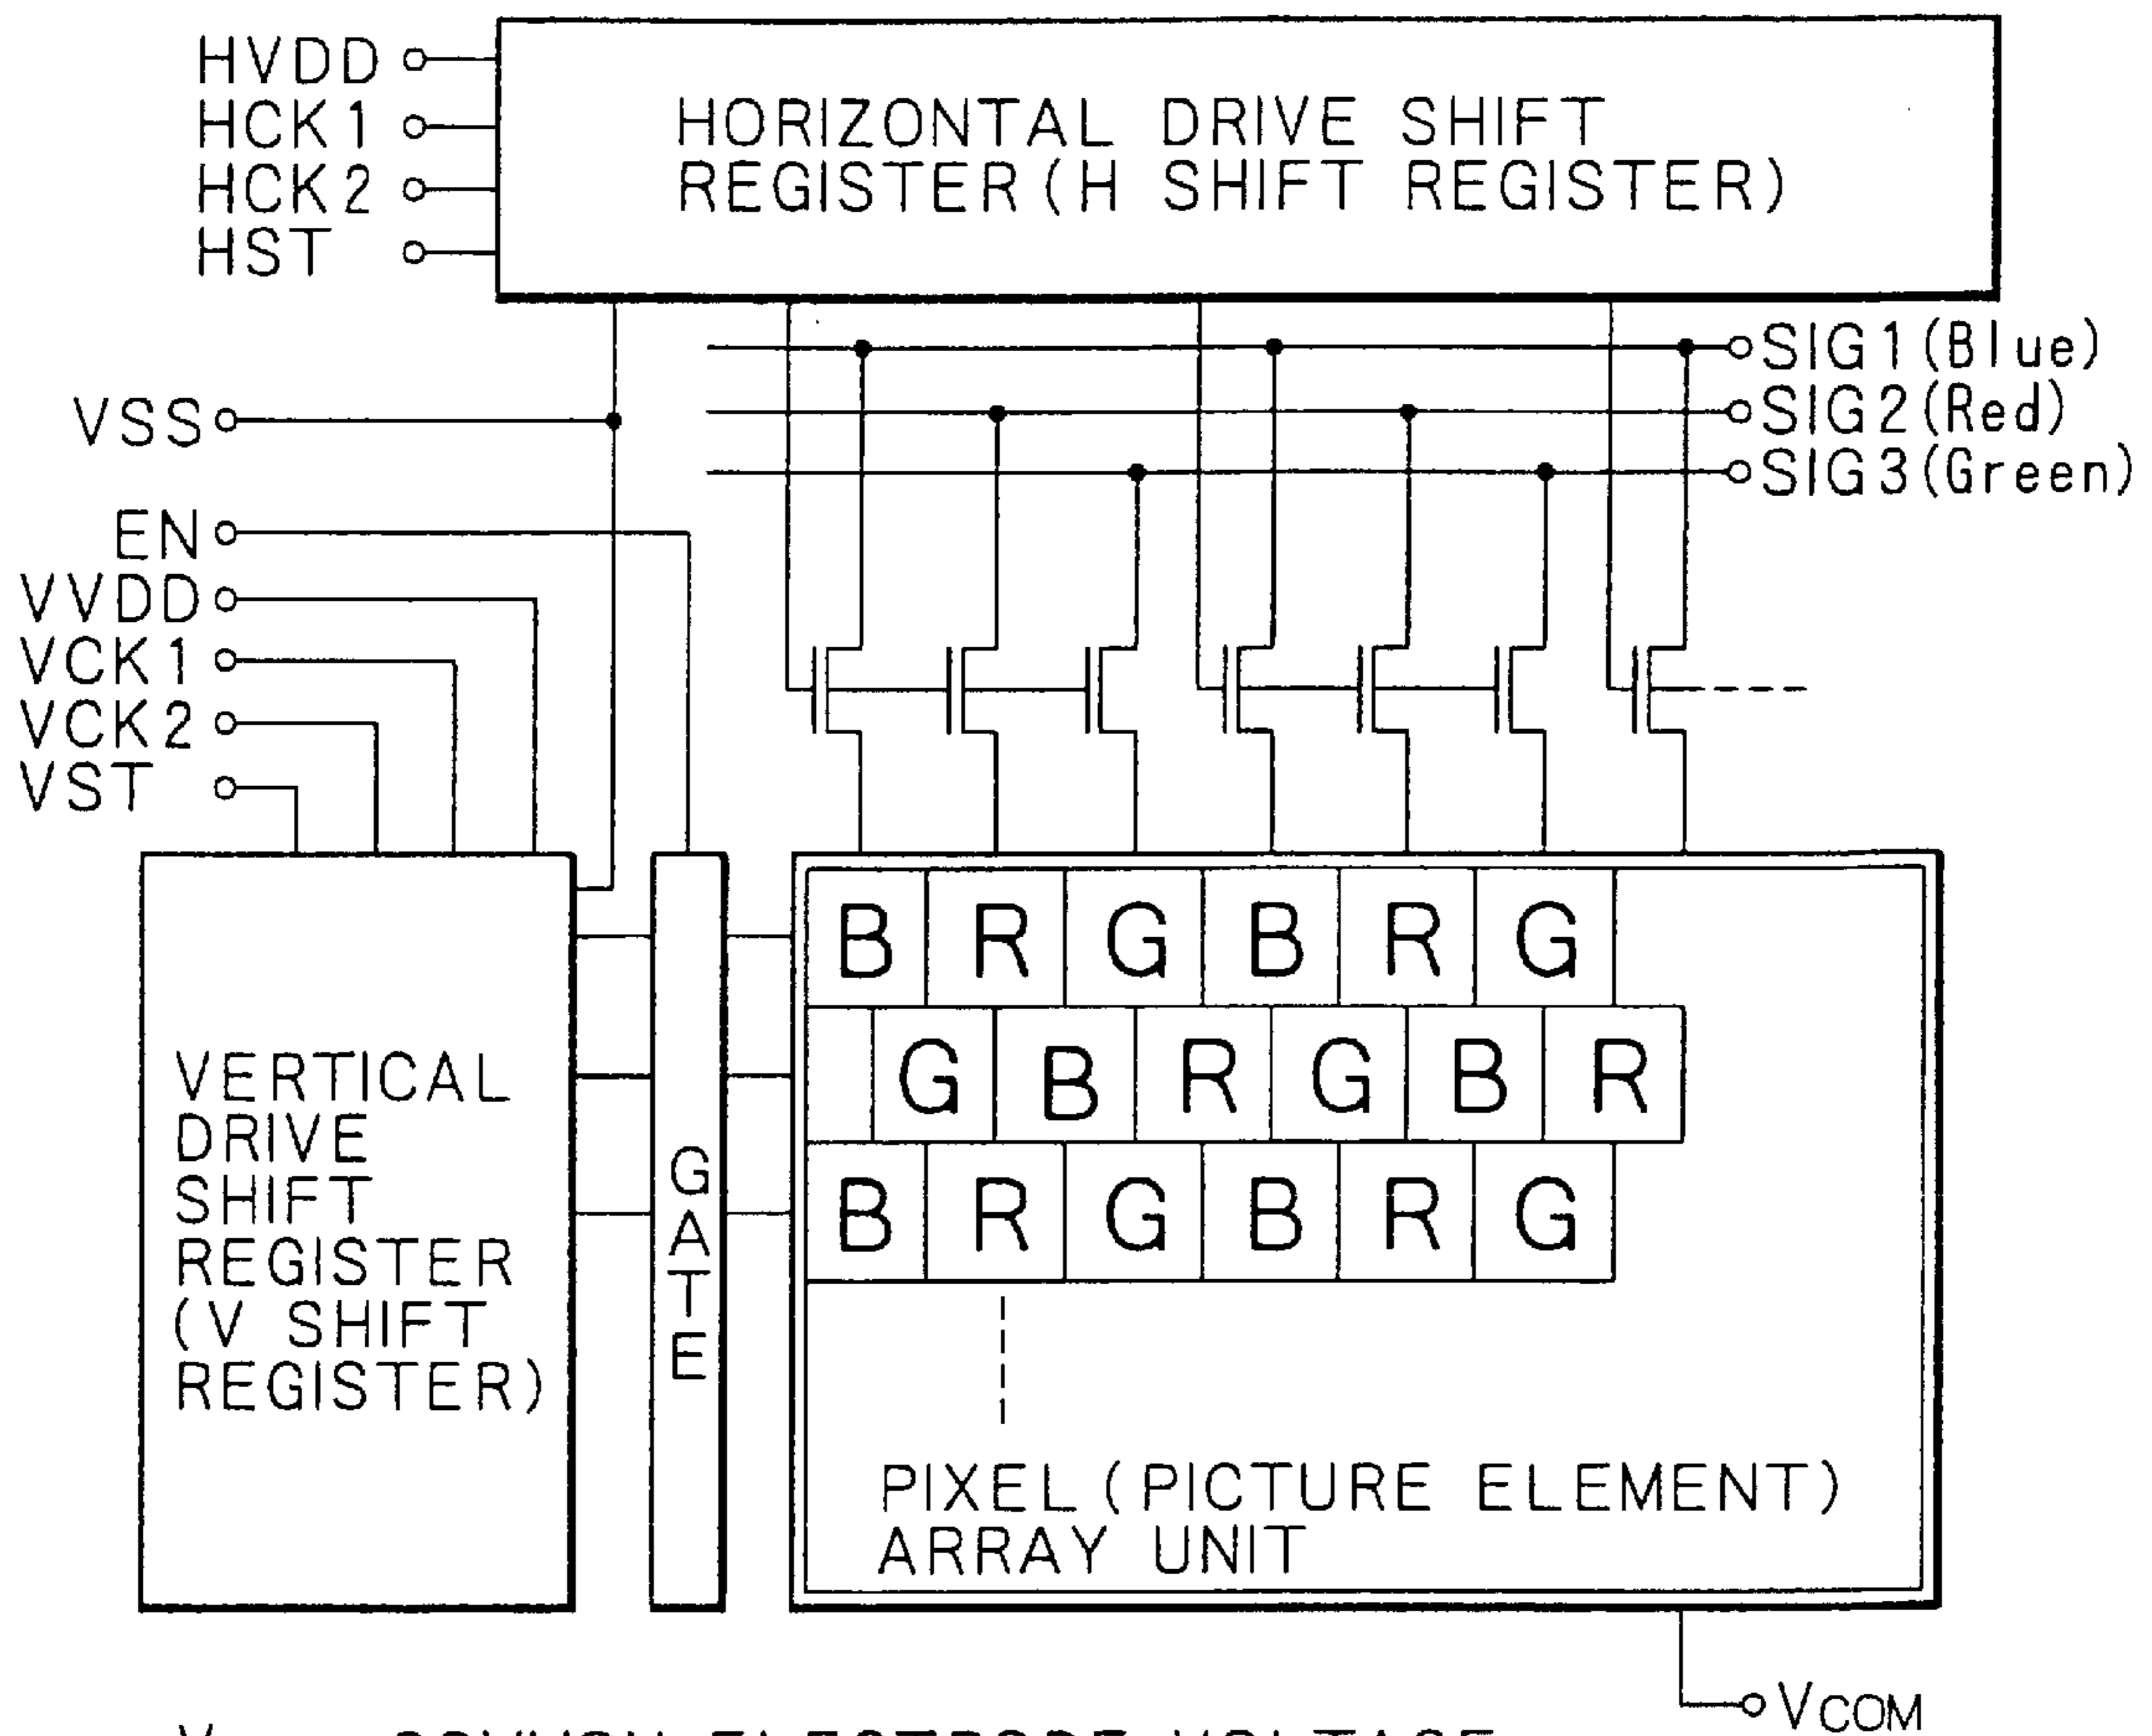 HVDD
HCK1
HCK2
HST
HORIZONTAL DRIVE SHIFT
REGISTER(H SHIFT REGISTER)
SIG1(Blue)
SIG2(Red)
SIG3(Green)
VSS
EN
VVDD
VCK1
VCK2
VST
VERTICAL
DRIVE
SHIFT
REGISTER
(V SHIFT
REGISTER)
GATE
B R G B R G
G B R G B R
B R G B R G
PIXEL(PICTURE ELEMENT)
ARRAY UNIT
VCOM